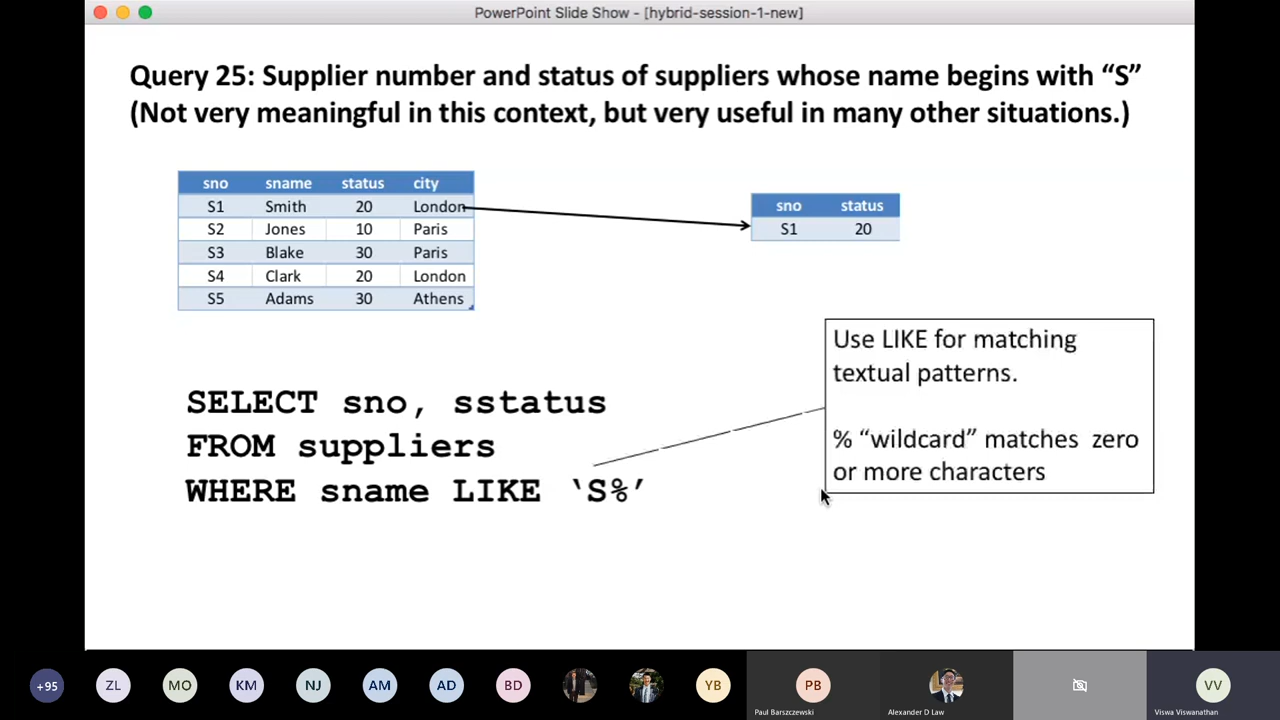 PowerPoint Slide Show - [hybrid-session-1-new]
Query 25: Supplier number and status of suppliers whose name begins with “S”
(Not very meaningful in this context, but very useful in many other situations.)
sno sname status city
S1 Smith 20 London
S2 Jones 10 Paris
S3 Blake 30 Paris
S4 Clark 20 London
S5 Adams 30 Athens
sno status
S1 20
Use LIKE for matching
textual patterns.
% “wildcard” matches zero
or more characters
SELECT sno, sstatus
FROM suppliers
WHERE sname LIKE ‘S%’
+95 ZL MO KM NJ AM AD BD YB PB VV
Paul Barszczewski Alexander D Law Viswa Viswanathan